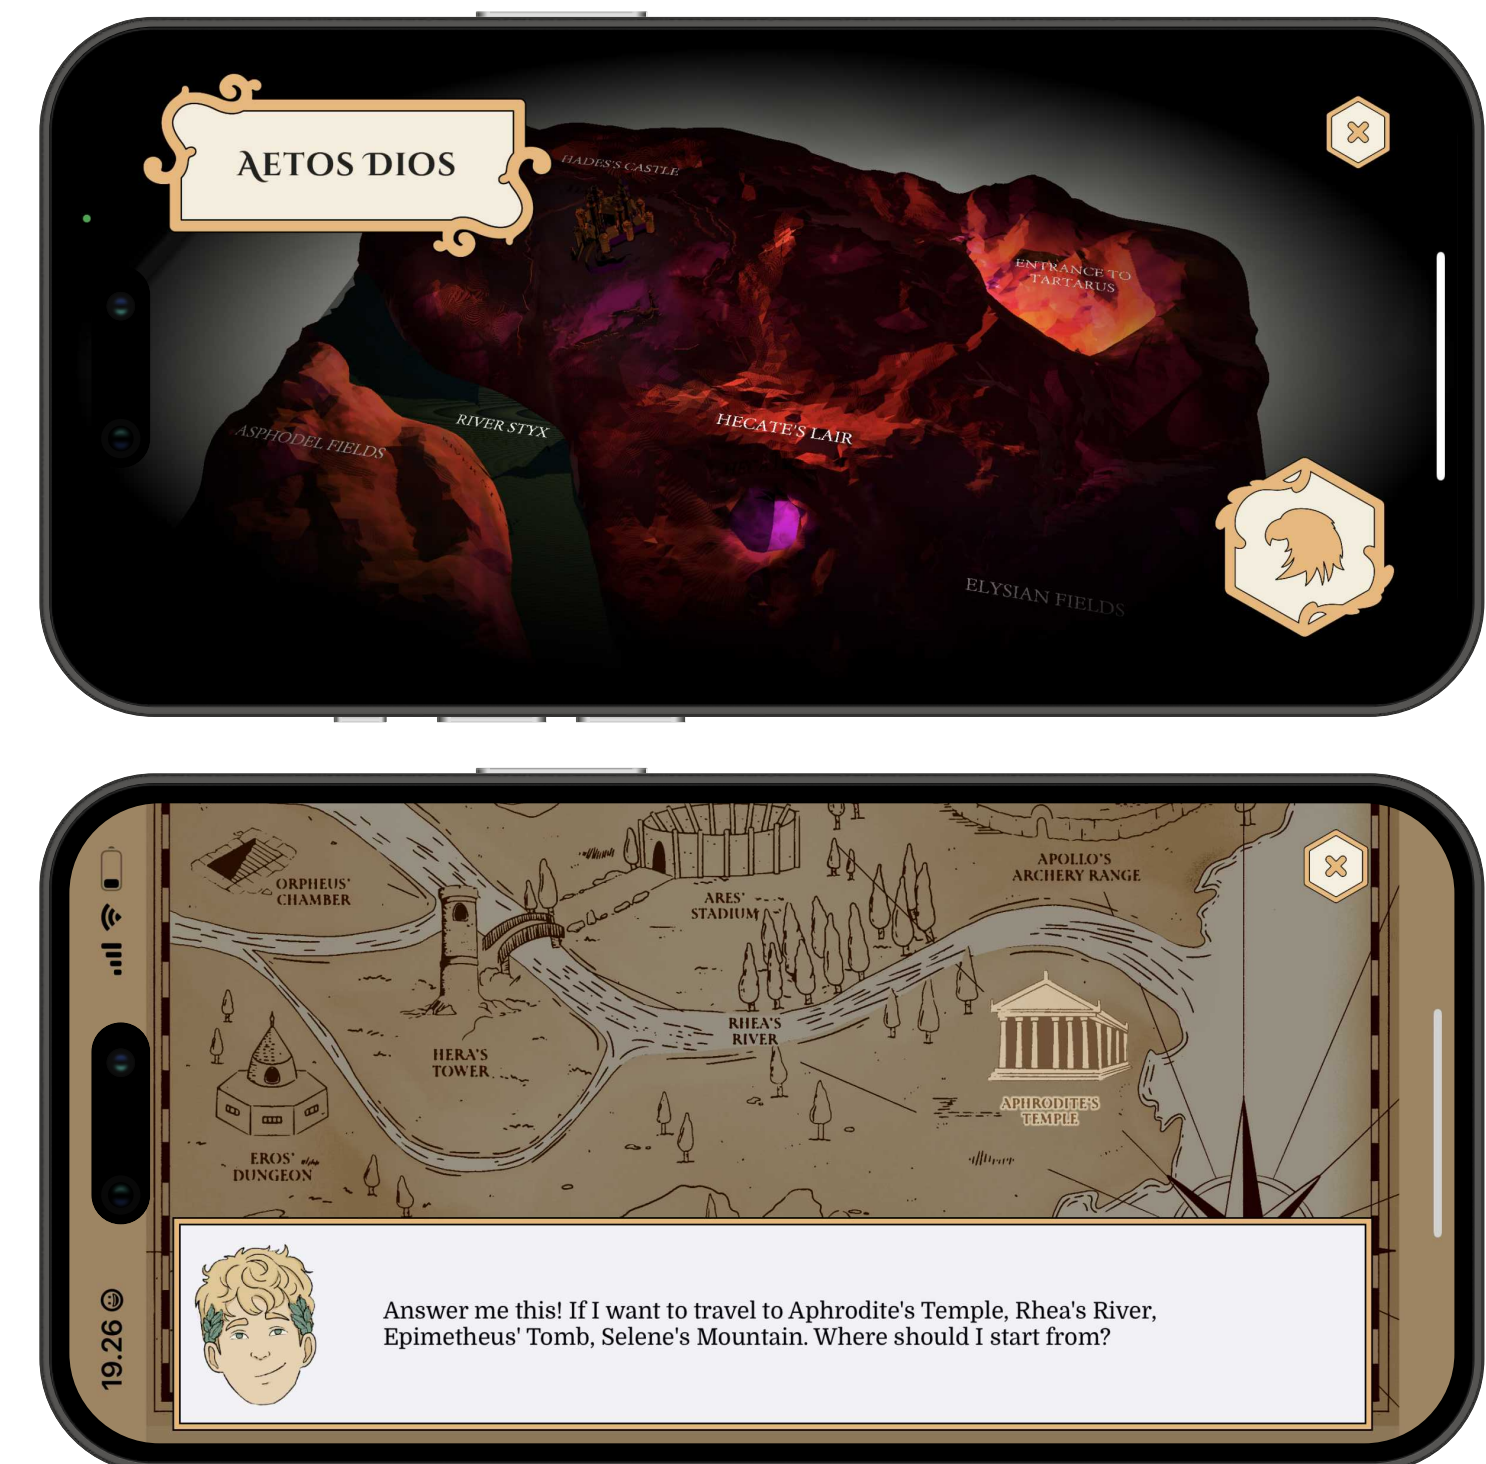 AETOS DIOS
HADES'S CASTLE
ENTRANCE TO
TARTARUS
RIVER STYX
ASPHODEL FIELDS
HECATE'S LAIR
ELYSIAN FIELDS
ORPHEUS'
CHAMBER
ARES'
STADIUM
APOLLO'S
ARCHERY RANGE
RHEA'S
RIVER
HERA'S
TOWER
APHRODITE'S
TEMPLE
EROS'
DUNGEON
19.26
Answer me this! If I want to travel to Aphrodite's Temple, Rhea's River,
Epimetheus' Tomb, Selene's Mountain. Where should I start from?